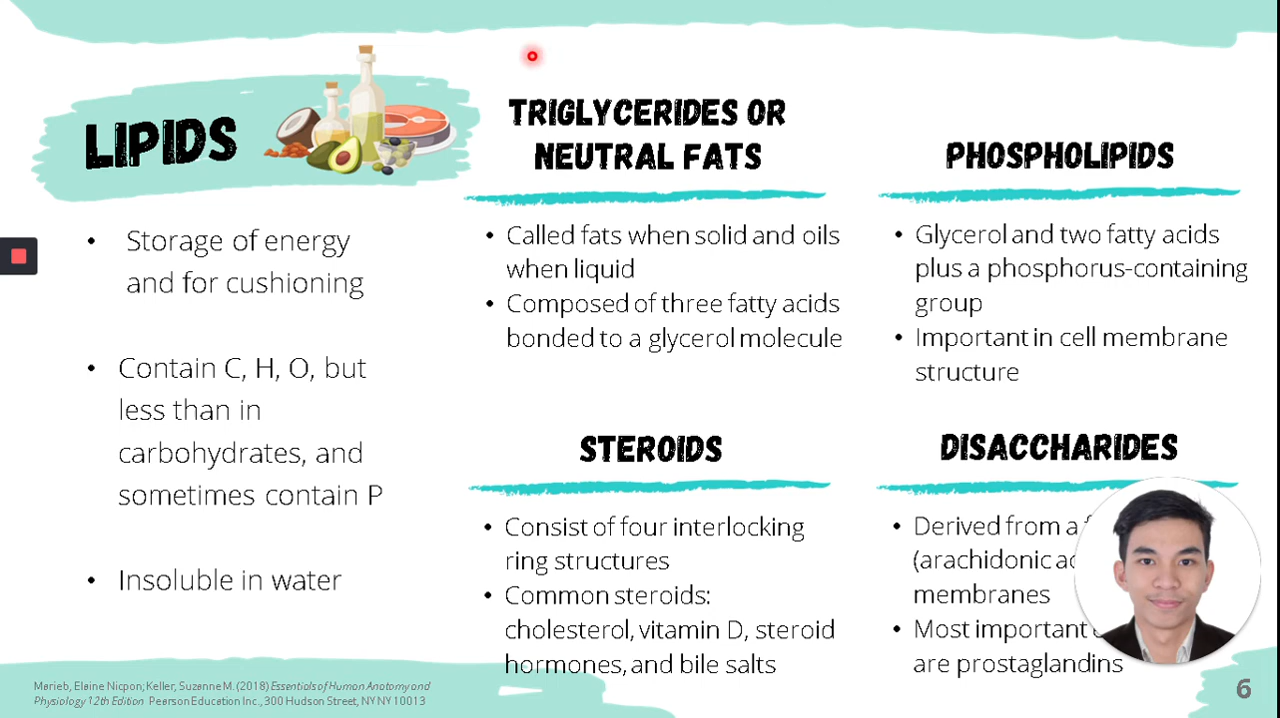 LIPIDS
• Storage of energy
and for cushioning
• Contain C, H, O, but
less than in
carbohydrates, and
sometimes contain P
• Insoluble in water
TRIGLYCERIDES OR
NEUTRAL FATS
• Called fats when solid and oils
when liquid
• Composed of three fatty acids
bonded to a glycerol molecule
PHOSPHOLIPIDS
• Glycerol and two fatty acids
plus a phosphorus-containing
group
• Important in cell membrane
structure
STEROIDS
• Consist of four interlocking
ring structures
• Common steroids:
cholesterol, vitamin D, steroid
hormones, and bile salts
DISACCHARIDES
• Derived from a
(arachidonic
membranes
• Most important
are prostaglandins
Marieb, Elaine Nicpon; Keller, Suzanne M. (2018) Essentials of Human Anatomy and
Physiology 12th Edition Pearson Education Inc., 300 Hudson Street, NY NY 10013
6